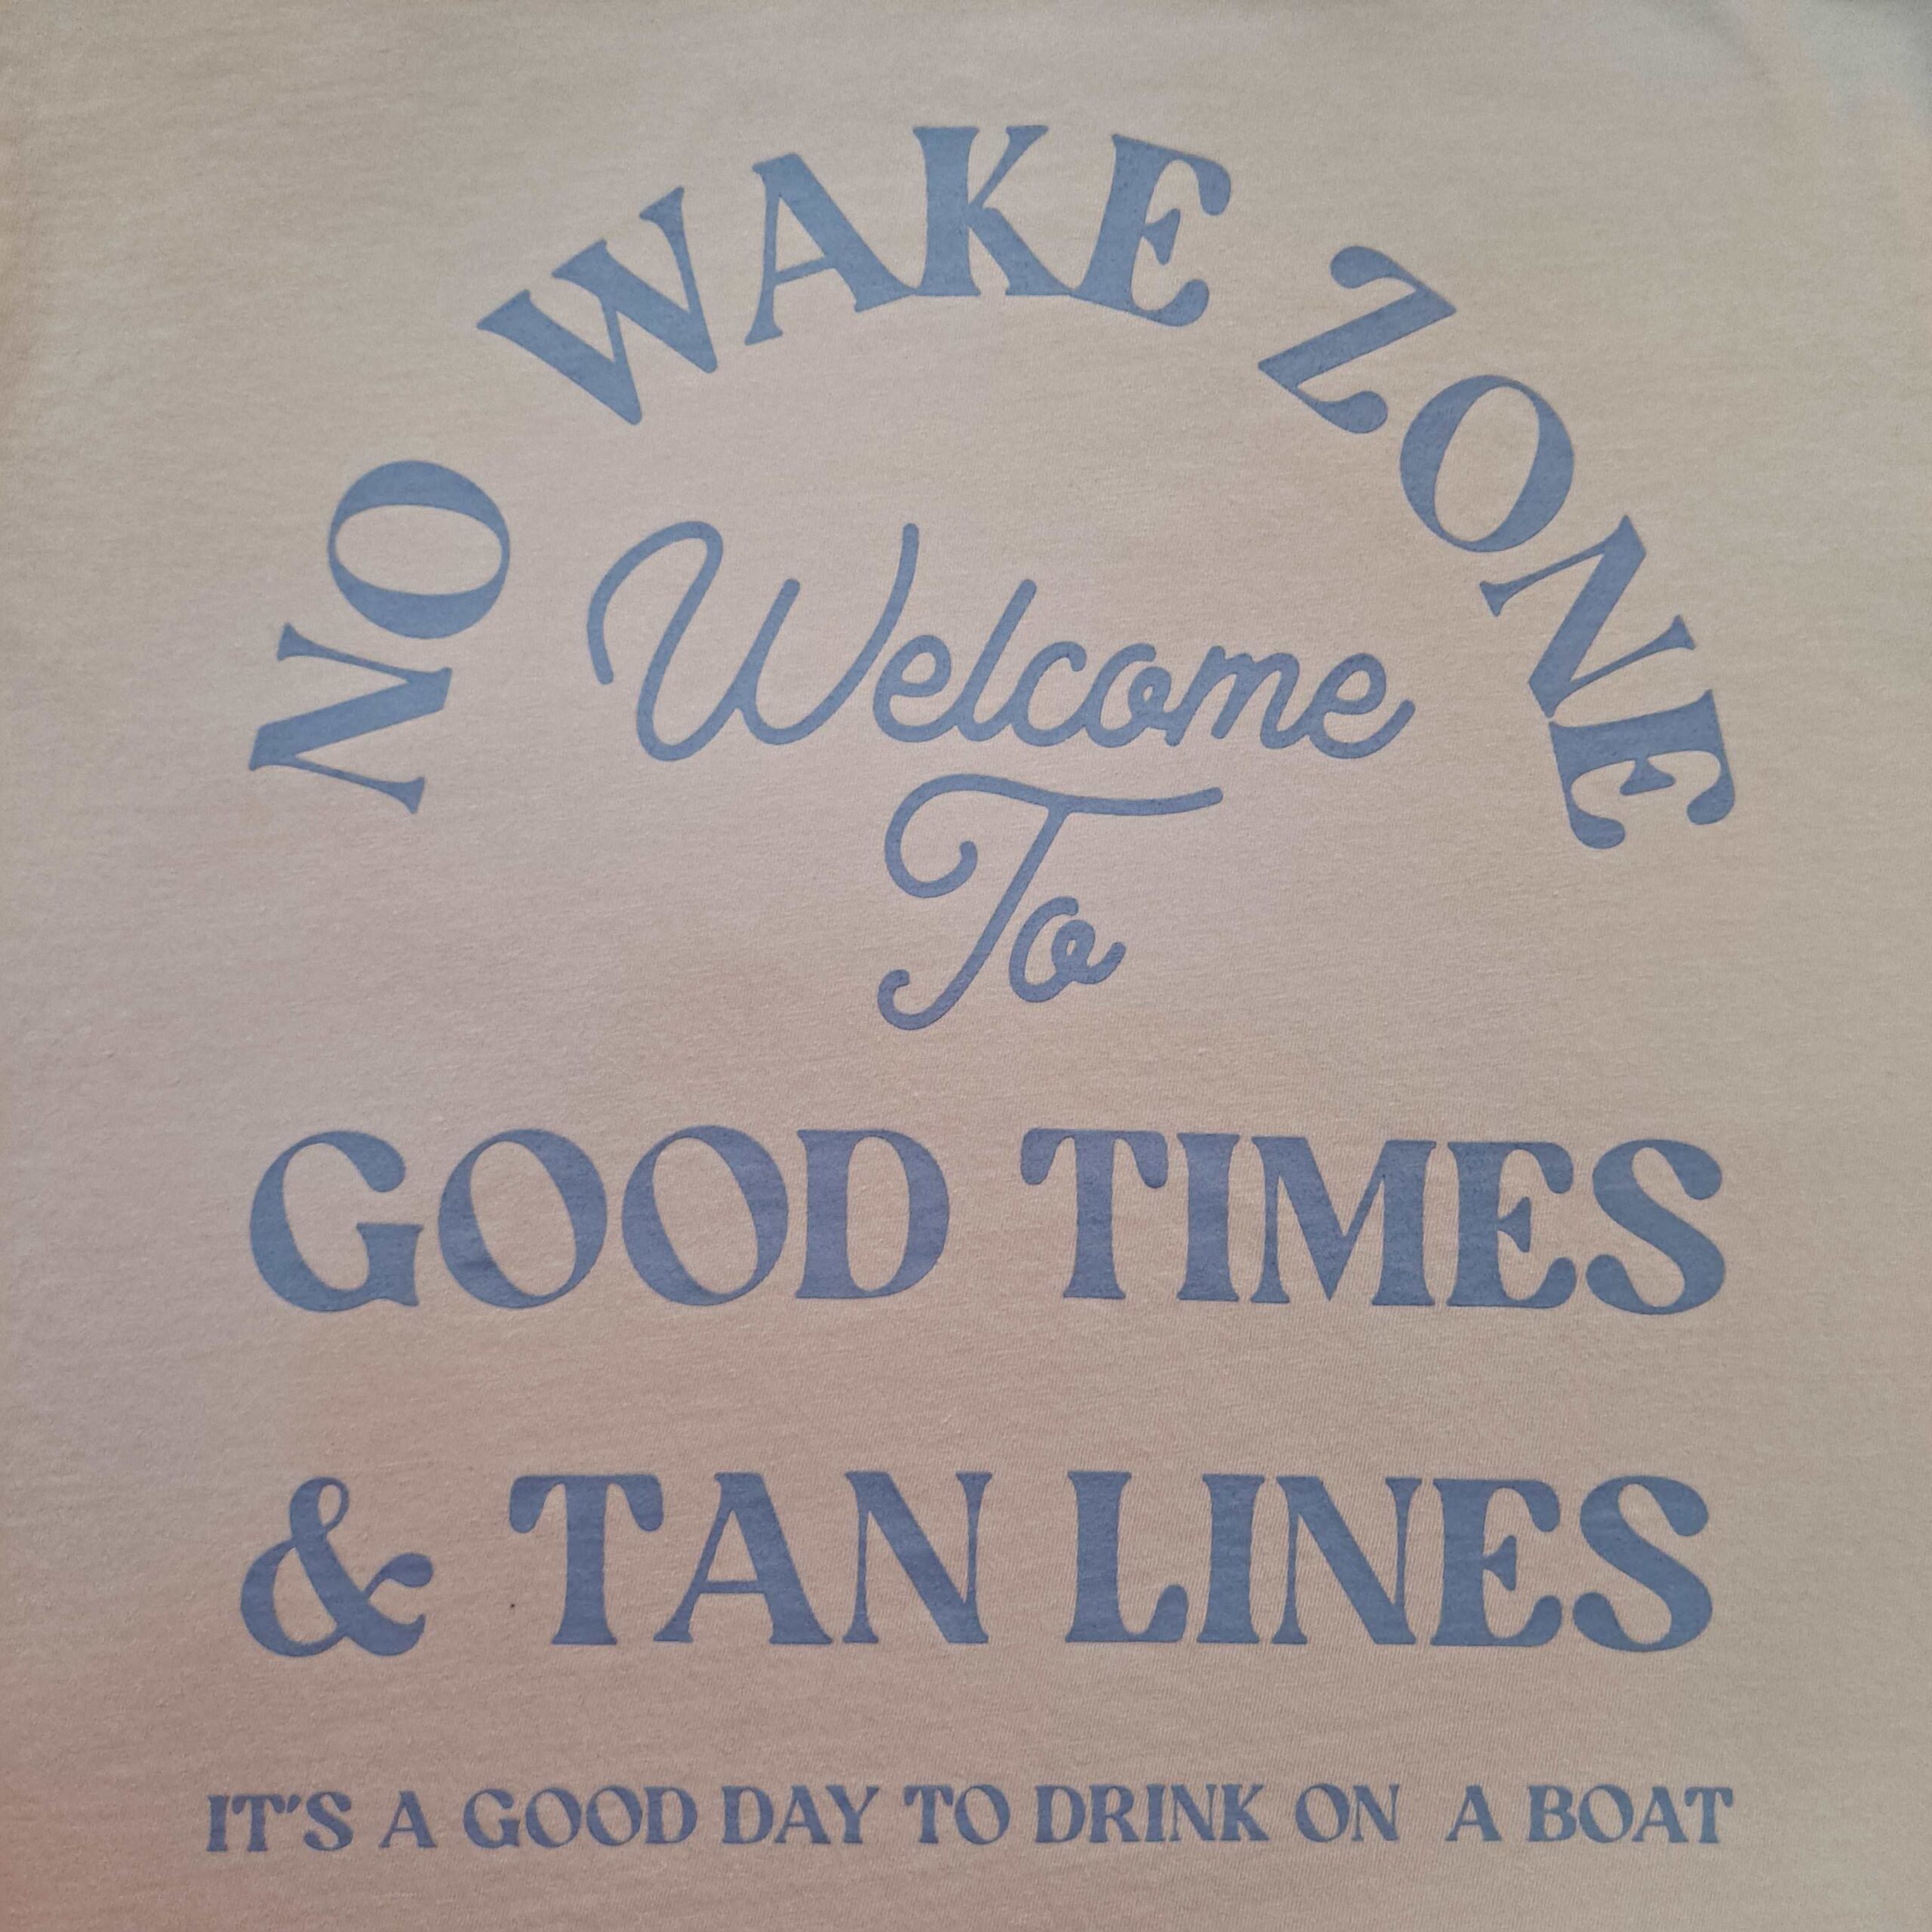 NO WAKE ZONE
Welcome
To
GOOD TIMES
& TAN LINES
IT'S A GOOD DAY TO DRINK ON A BOAT